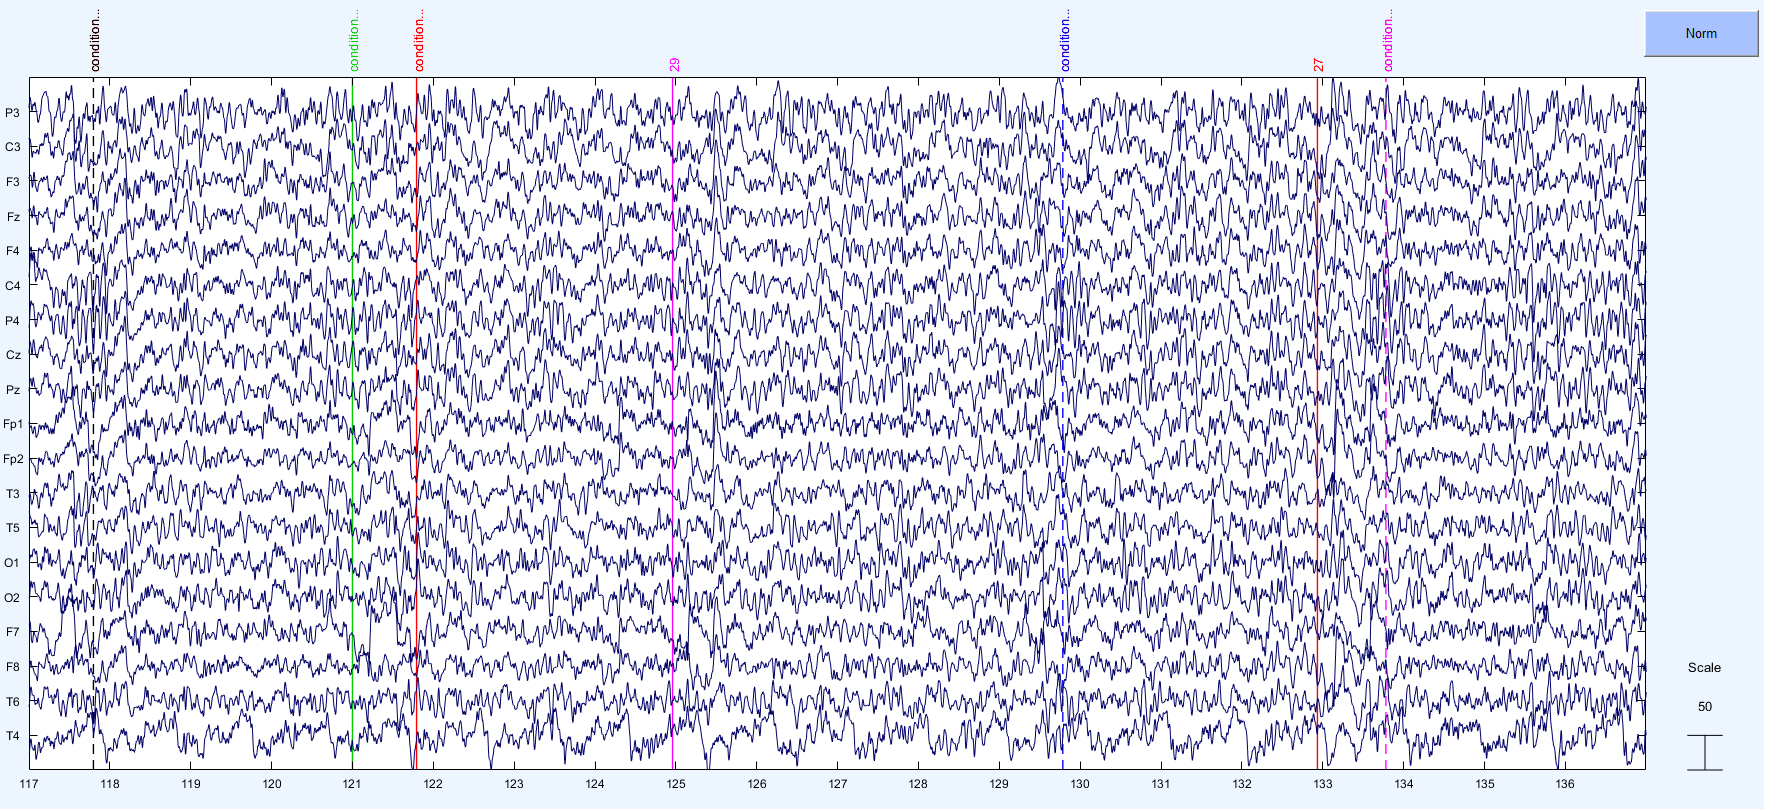 condition...
condition...
condition...
29
condition...
27
condition...
Norm
P3
C3
F3
Fz
F4
C4
P4
Cz
Pz
Fp1
Fp2
T3
T5
O1
O2
F7
F8
T6
T4
Scale
50
117 118 119 120 121 122 123 124 125 126 127 128 129 130 131 132 133 134 135 136